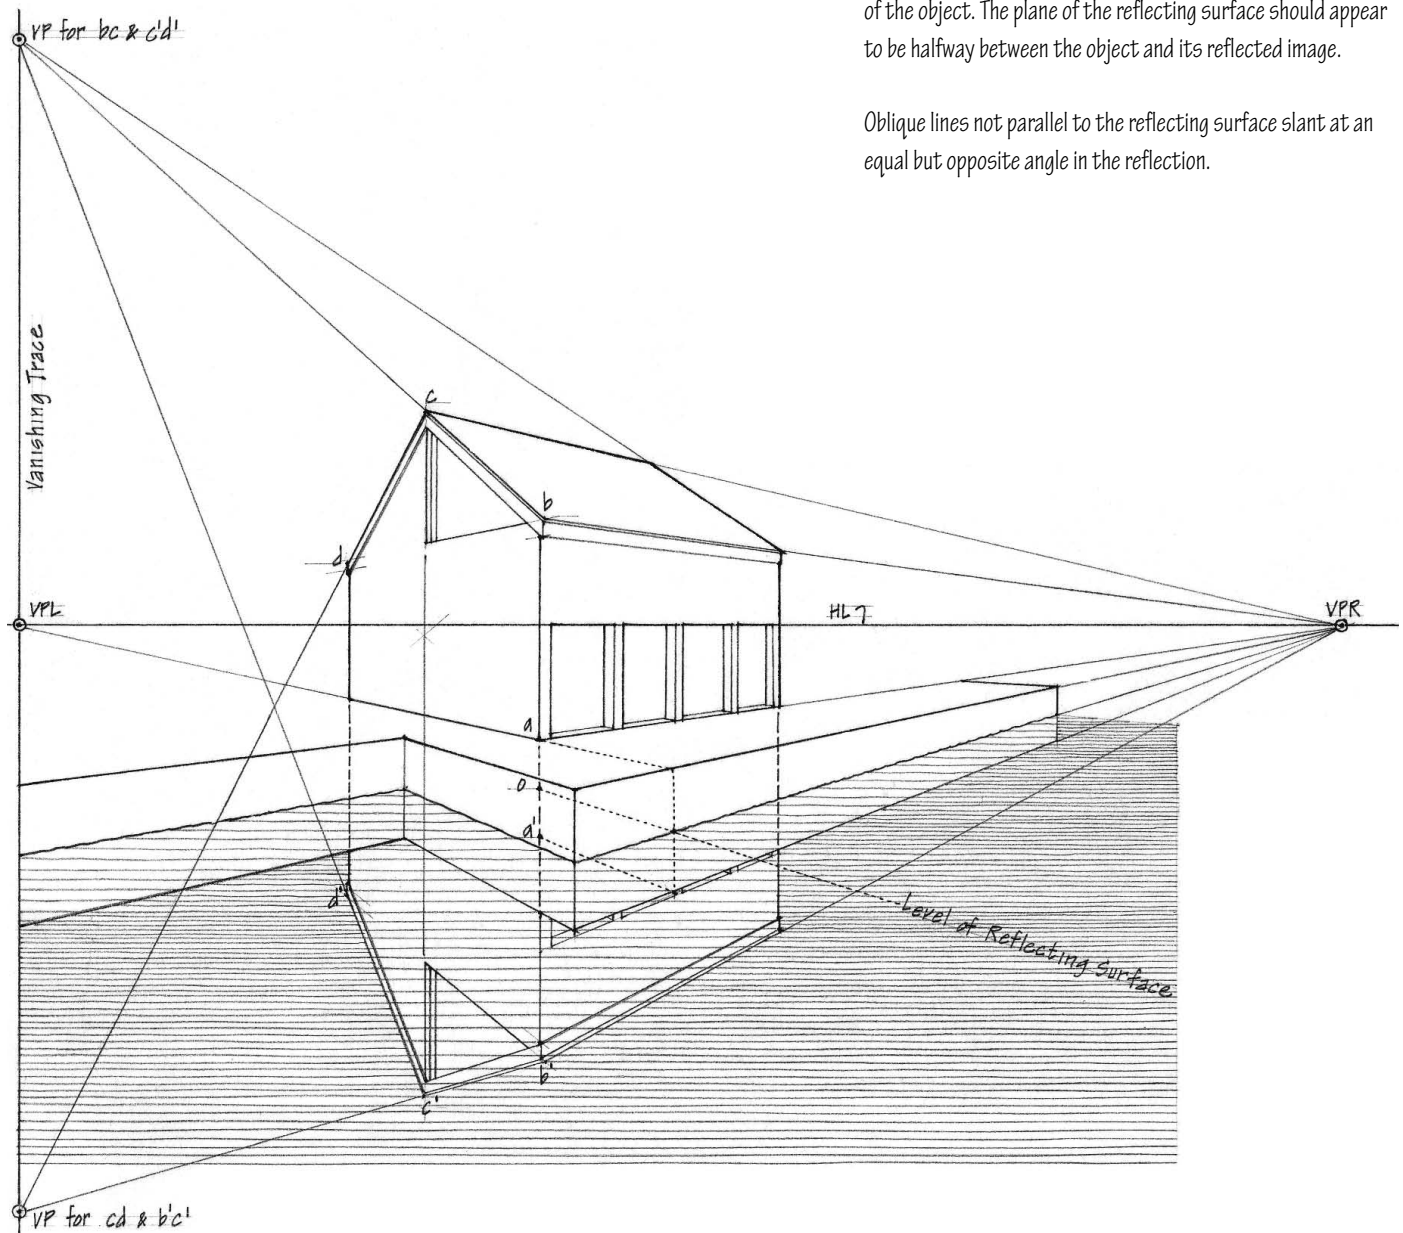 of the object. The plane of the reflecting surface should appear
to be halfway between the object and its reflected image.
Oblique lines not parallel to the reflecting surface slant at an
equal but opposite angle in the reflection.
VP for bc & c'd'
Vanishing Trace
c
b
d
VPL
HL
VPR
a
o
a'
d'
Level of Reflecting Surface
b'
c'
VP for cd & b'c'